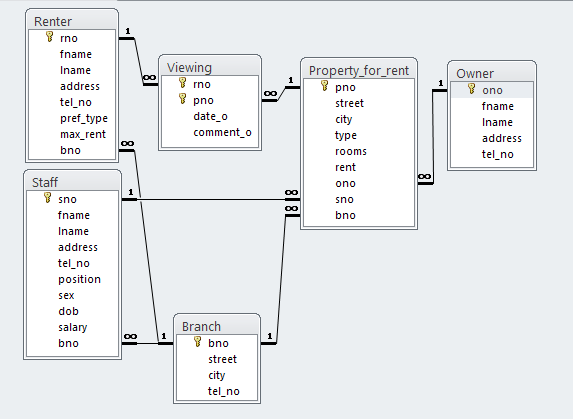 Renter
rno
fname
lname
address
tel_no
pref_type
max_rent
bno
1
∞
Viewing
rno
pno
date_o
comment_o
∞
1
Property_for_rent
pno
street
city
type
rooms
rent
ono
sno
bno
1
∞
Owner
ono
fname
lname
address
tel_no
∞
Staff
sno
fname
lname
address
tel_no
position
sex
dob
salary
bno
1
∞
∞
∞
1
1
Branch
bno
street
city
tel_no